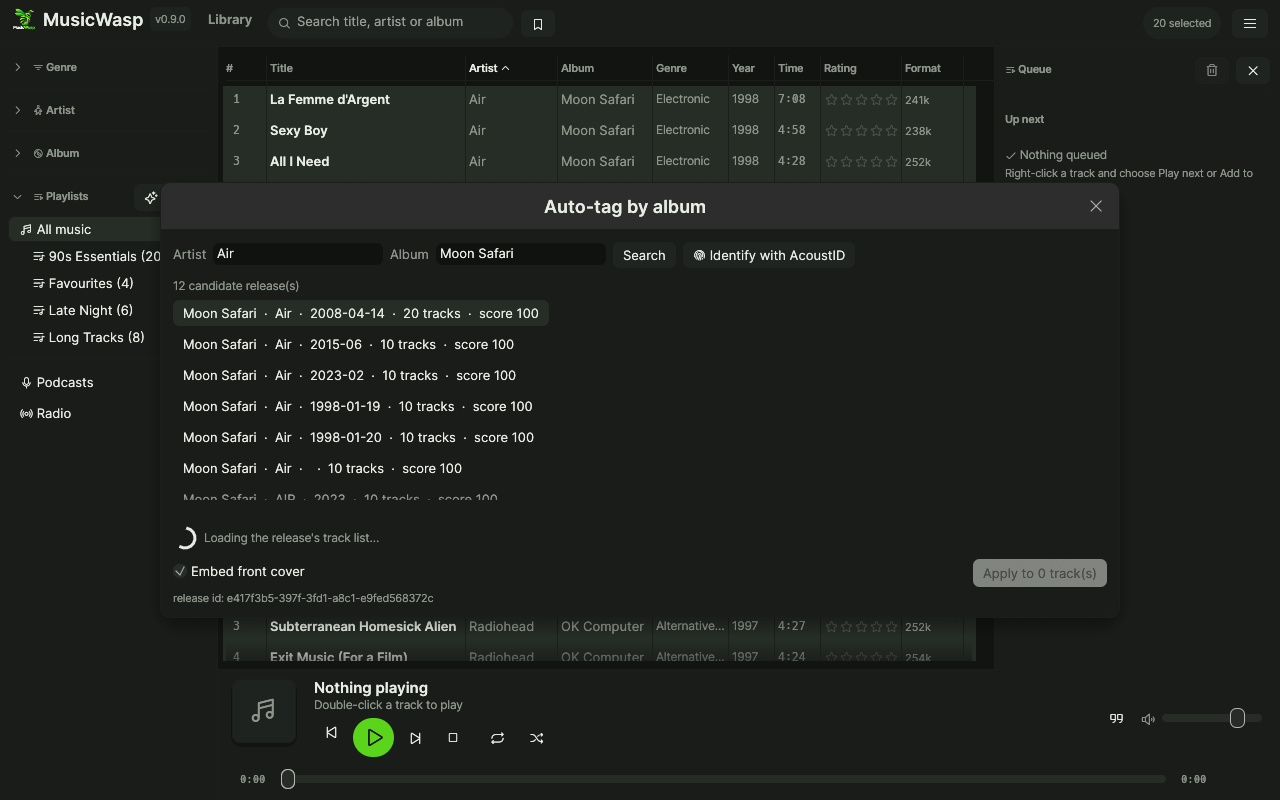 MusicWasp v0.9.0 Library Search title, artist or album 20 selected
Genre
Artist
Album
Playlists
All music
90s Essentials (20
Favourites (4)
Late Night (6)
Long Tracks (8)
Podcasts
Radio
# Title Artist Album Genre Year Time Rating Format
1 La Femme d'Argent Air Moon Safari Electronic 1998 7:08 241k
2 Sexy Boy Air Moon Safari Electronic 1998 4:58 238k
3 All I Need Air Moon Safari Electronic 1998 4:28 252k
Queue
Up next
Nothing queued
Right-click a track and choose Play next or Add to
Auto-tag by album
Artist Air Album Moon Safari Search Identify with AcoustID
12 candidate release(s)
Moon Safari · Air · 2008-04-14 · 20 tracks · score 100
Moon Safari · Air · 2015-06 · 10 tracks · score 100
Moon Safari · Air · 2023-02 · 10 tracks · score 100
Moon Safari · Air · 1998-01-19 · 10 tracks · score 100
Moon Safari · Air · 1998-01-20 · 10 tracks · score 100
Moon Safari · Air · · 10 tracks · score 100
Moon Safari · AIR · 2023 · 10 tracks · score 100
Loading the release's track list...
Embed front cover
Apply to 0 track(s)
release id: e417f3b5-397f-3fd1-a8c1-e9fed568372c
3 Subterranean Homesick Alien Radiohead OK Computer Alternative... 1997 4:27 252k
4 Exit Music (For a Film) Radiohead OK Computer Alternative... 1997 4:24 254k
Nothing playing
Double-click a track to play
0:00 0:00